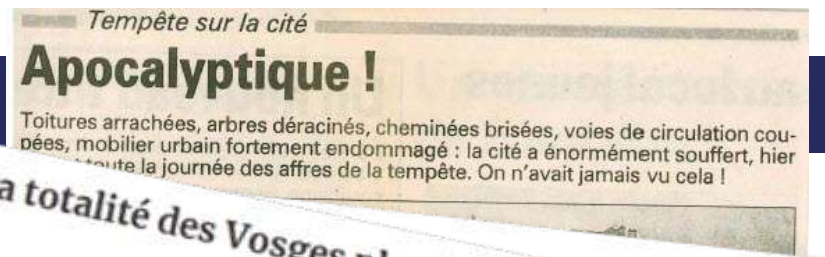 Tempête sur la cité
Apocalyptique !
Toitures arrachées, arbres déracinés, cheminées brisées, voies de circulation cou-
pées, mobilier urbain fortement endommagé : la cité a énormément souffert, hier
toute la journée des affres de la tempête. On n'avait jamais vu cela !
totalité des Vosges